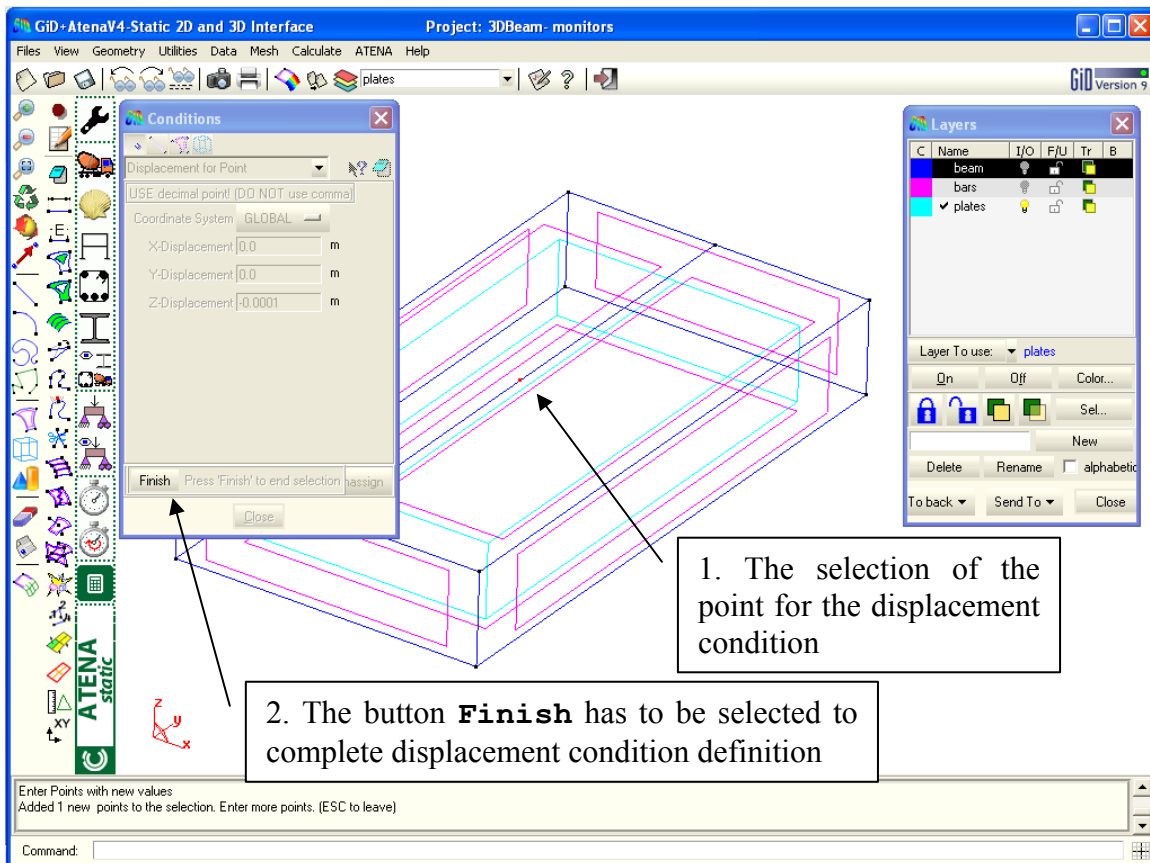 GiD+AtenaV4-Static 2D and 3D Interface Project: 3DBeam- monitors
Files View Geometry Utilities Data Mesh Calculate ATENA Help
plates
GiD Version 9
Conditions
Displacement for Point
USE decimal point! (DO NOT use comma)
Coordinate System GLOBAL
X-Displacement 0.0 m
Y-Displacement 0.0 m
Z-Displacement -0.0001 m
Finish Press 'Finish' to end selection nassign
Close
Layers
C Name I/O F/U Tr B
beam
bars
plates
Layer To use: plates
On Off Color...
Sel...
New
Delete Rename alphabetic
To back Send To Close
1. The selection of the
point for the displacement
condition
2. The button Finish has to be selected to
complete displacement condition definition
ATENA
static
z
y
x
.E.
XY
Enter Points with new values
Added 1 new points to the selection. Enter more points. (ESC to leave)
Command: